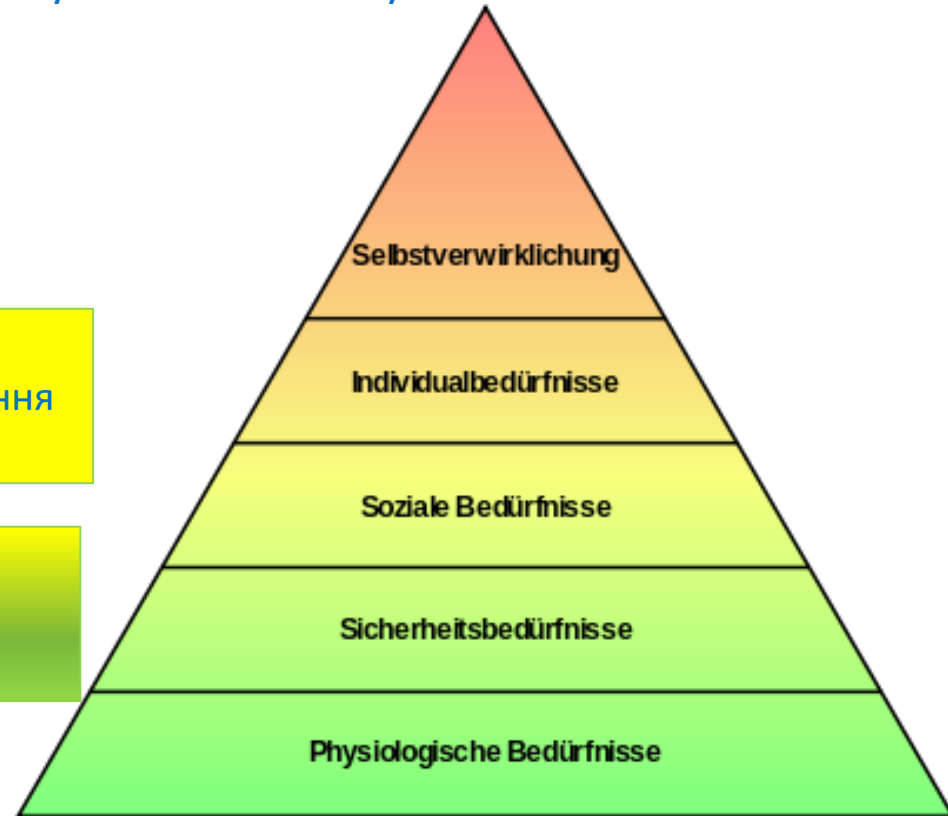 Selbstverwirklichung
Individualbedürfnisse
ння
Soziale Bedürfnisse
Sicherheitsbedürfnisse
Physiologische Bedürfnisse